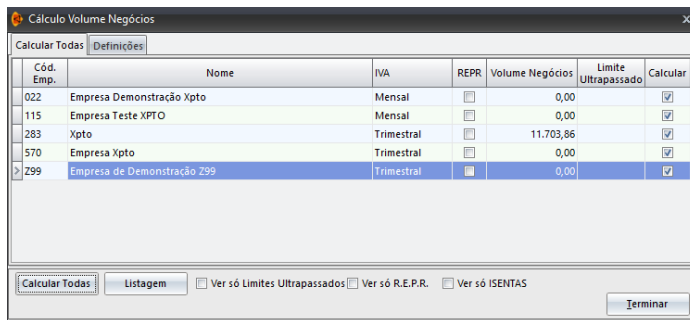 Cálculo Volume Negócios
Calcular Todas Definições
Cód. Emp. Nome IVA REPR Volume Negócios Limite Ultrapassado Calcular
022 Empresa Demonstração Xpto Mensal 0,00
115 Empresa Teste XPTO Mensal 0,00
283 Xpto Trimestral 11.703,86
570 Empresa Xpto Trimestral 0,00
Z99 Empresa de Demonstração Z99 Trimestral 0,00
Calcular Todas Listagem Ver só Limites Ultrapassados Ver só R.E.P.R. Ver só ISENTAS
Terminar